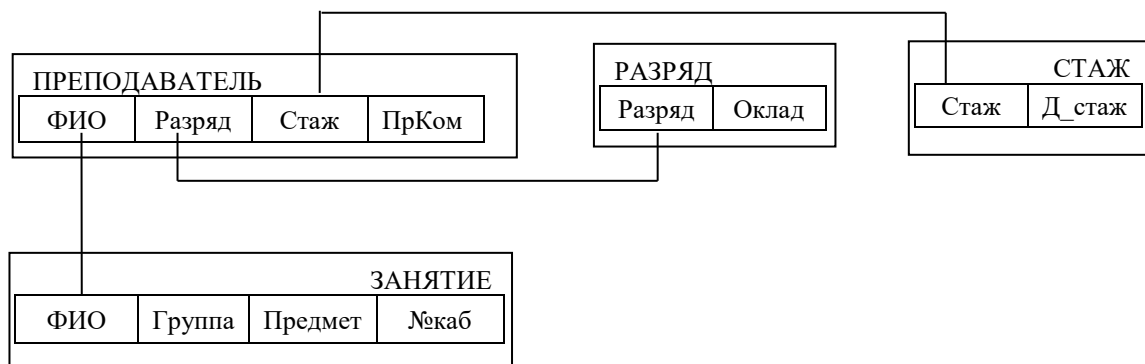 ПРЕПОДАВАТЕЛЬ
ФИО Разряд Стаж ПрКом
РАЗРЯД
Разряд Оклад
СТАЖ
Стаж Д_стаж
ЗАНЯТИЕ
ФИО Группа Предмет №каб